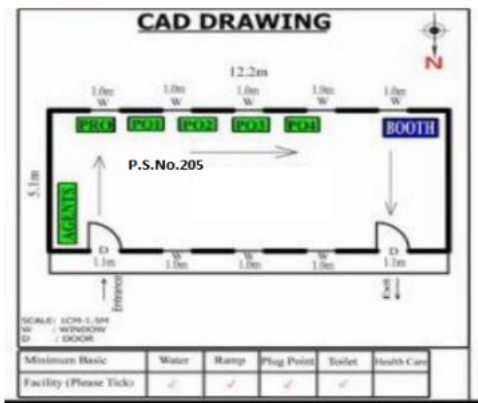 CAD DRAWING
N
12.2m
1.0m 1.0m 1.0m 1.0m 1.0m
W W W W W
PRO PO1 PO2 PO3 PO4 BOOTH
P.S.No.205
5.1m
AGENTS
D W W W D
1.1m 1.0m 1.0m 1.0m 1.1m
Entrance Exit
SCALE: 1CM-1.5M
W : WINDOW
D : DOOR
Minimum Basic Water Ramp Plug Point Toilet Health Care
Facility (Please Tick) ✓ ✓ ✓ ✓